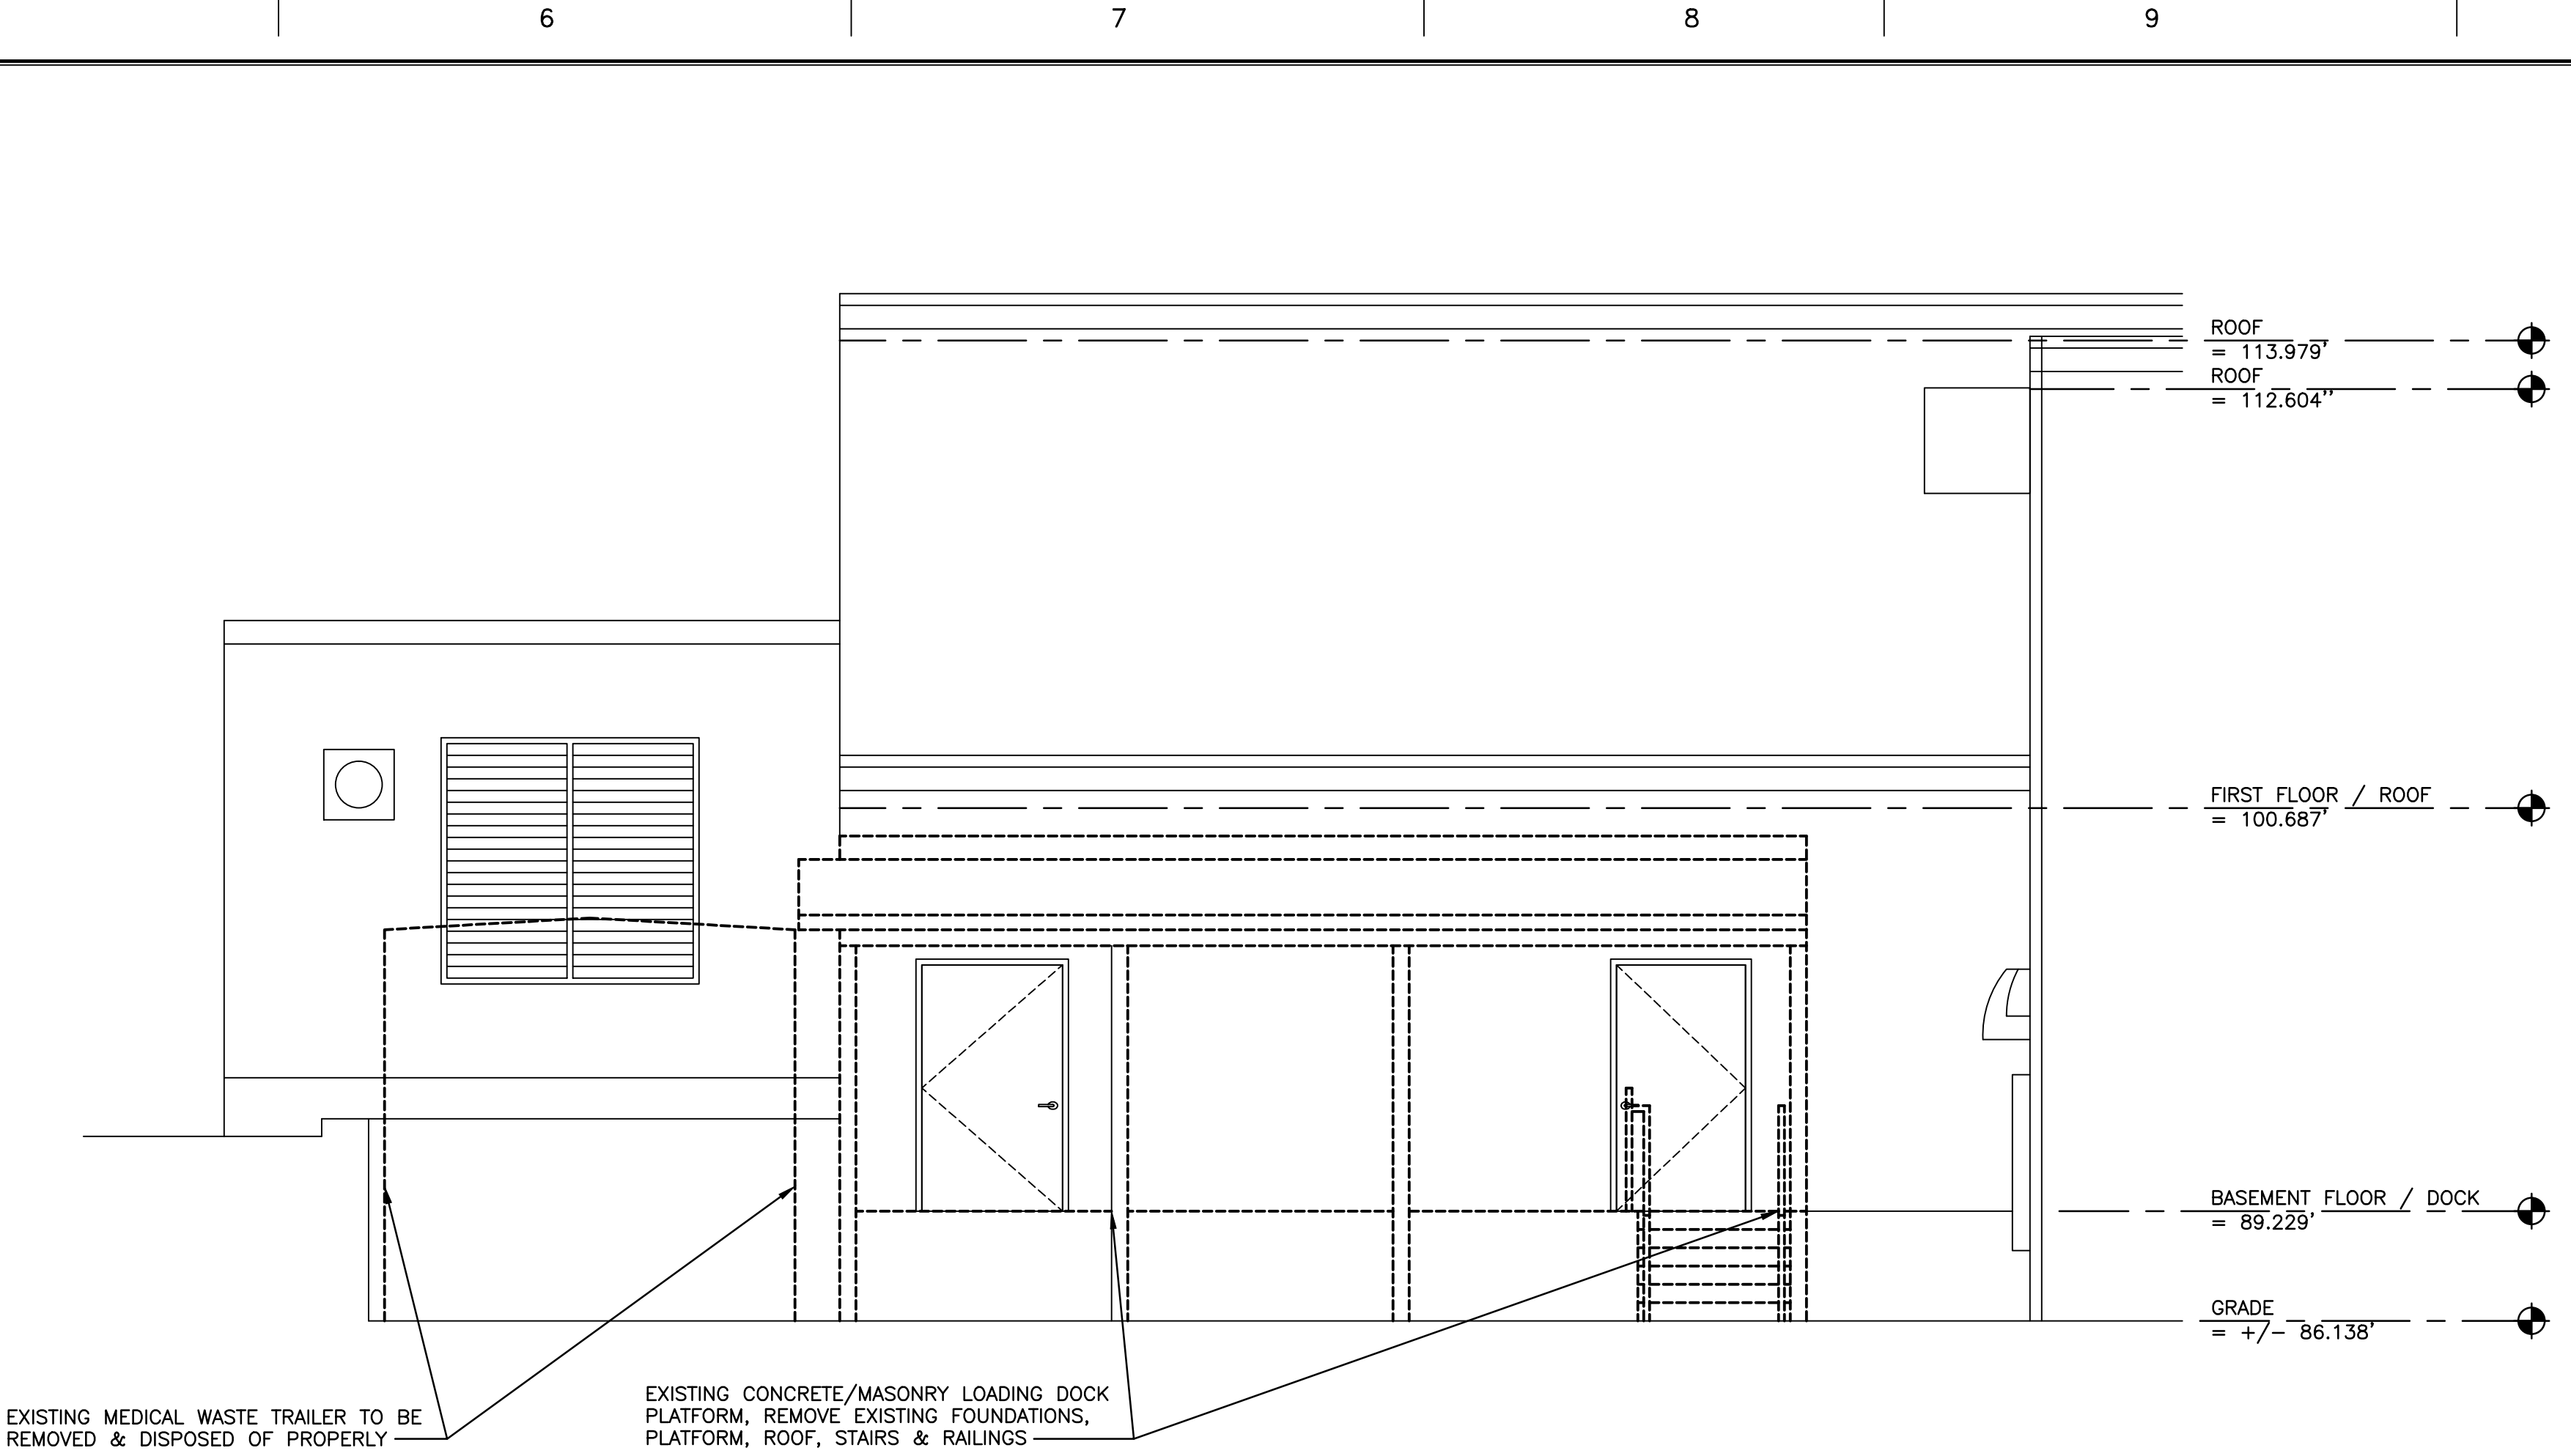 6
7
8
9
ROOF
= 113.979'
ROOF
= 112.604"
FIRST FLOOR / ROOF
= 100.687'
BASEMENT FLOOR / DOCK
= 89.229'
GRADE
= +/- 86.138'
EXISTING MEDICAL WASTE TRAILER TO BE
REMOVED & DISPOSED OF PROPERLY
EXISTING CONCRETE/MASONRY LOADING DOCK
PLATFORM, REMOVE EXISTING FOUNDATIONS,
PLATFORM, ROOF, STAIRS & RAILINGS